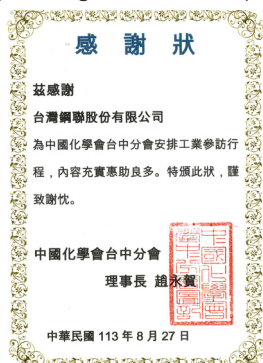 感謝狀
茲感謝
台灣鋼聯股份有限公司
為中國化學會台中分會安排工業參訪行
程，內容充實惠助良多。特頒此狀，謹
致謝忱。
中國化學會台中分會
理事長 趙永賀
中華民國 113 年 8 月 27 日